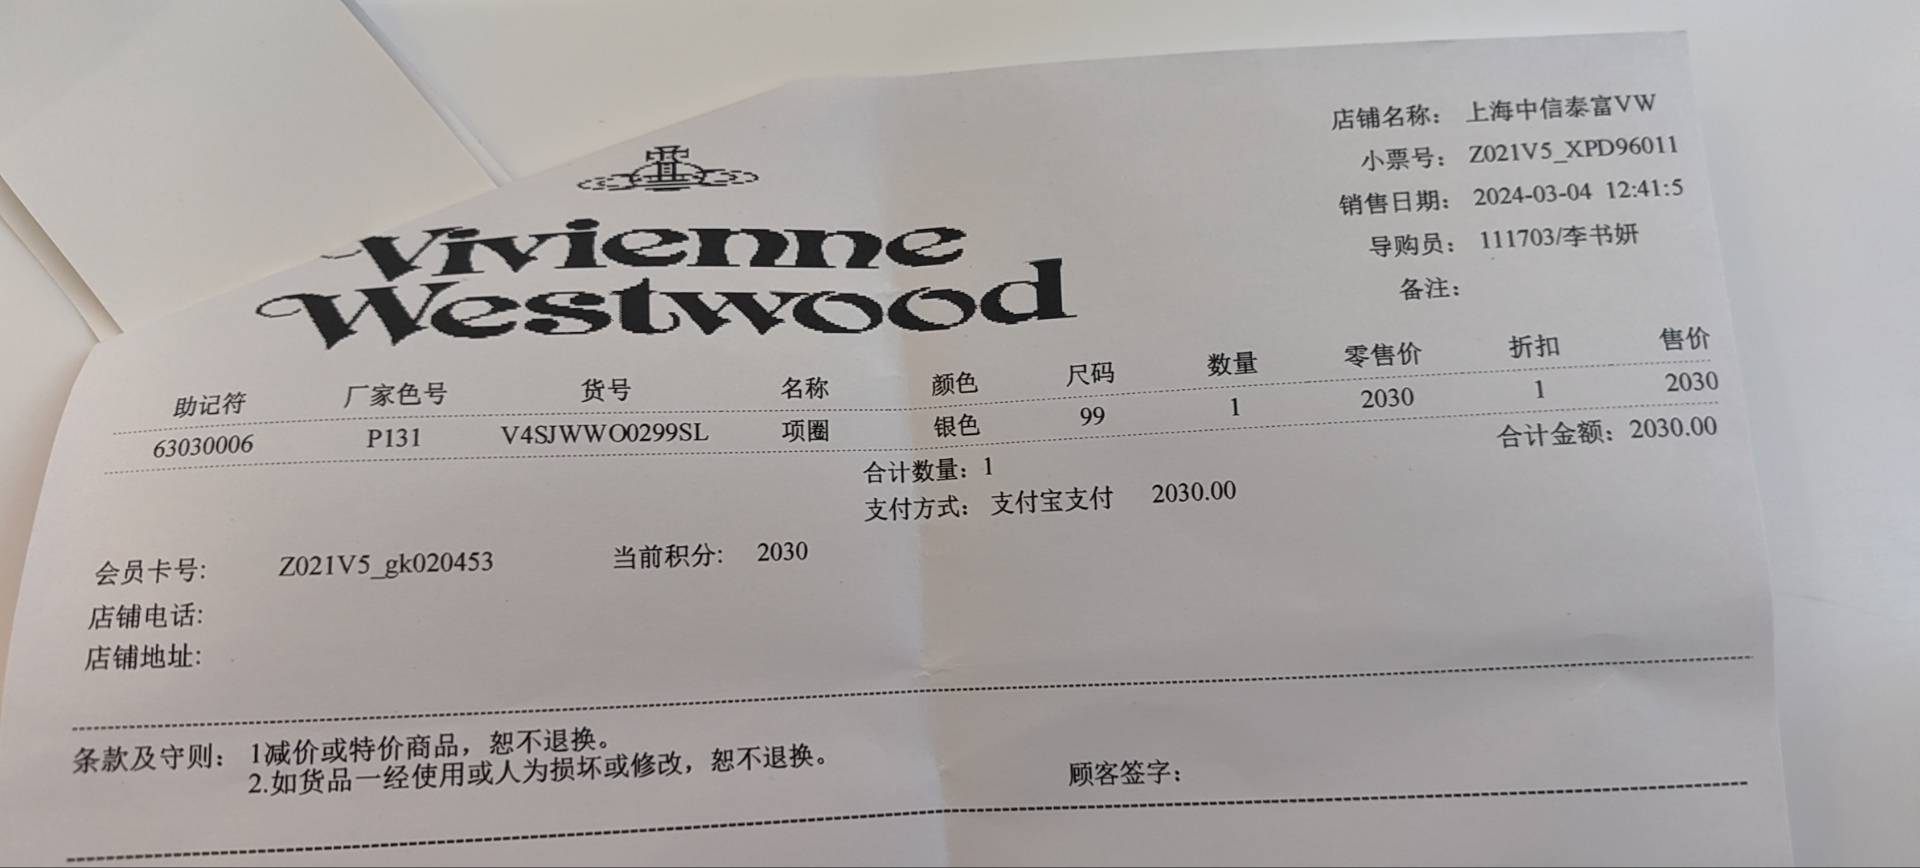 店铺名称: 上海中信泰富VW
小票号: Z021V5_XPD96011
销售日期: 2024-03-04 12:41:5
导购员: 111703/李书妍
备注:
Vivienne
Westwood
助记符 厂家色号 货号 名称 颜色 尺码 数量 零售价 折扣 售价
63030006 P131 V4SJWWO0299SL 项圈 银色 99 1 2030 1 2030
合计数量: 1 合计金额: 2030.00
支付方式: 支付宝支付 2030.00
会员卡号: Z021V5_gk020453 当前积分: 2030
店铺电话:
店铺地址:
条款及守则: 1减价或特价商品，恕不退换。
2.如货品一经使用或人为损坏或修改，恕不退换。
顾客签字: